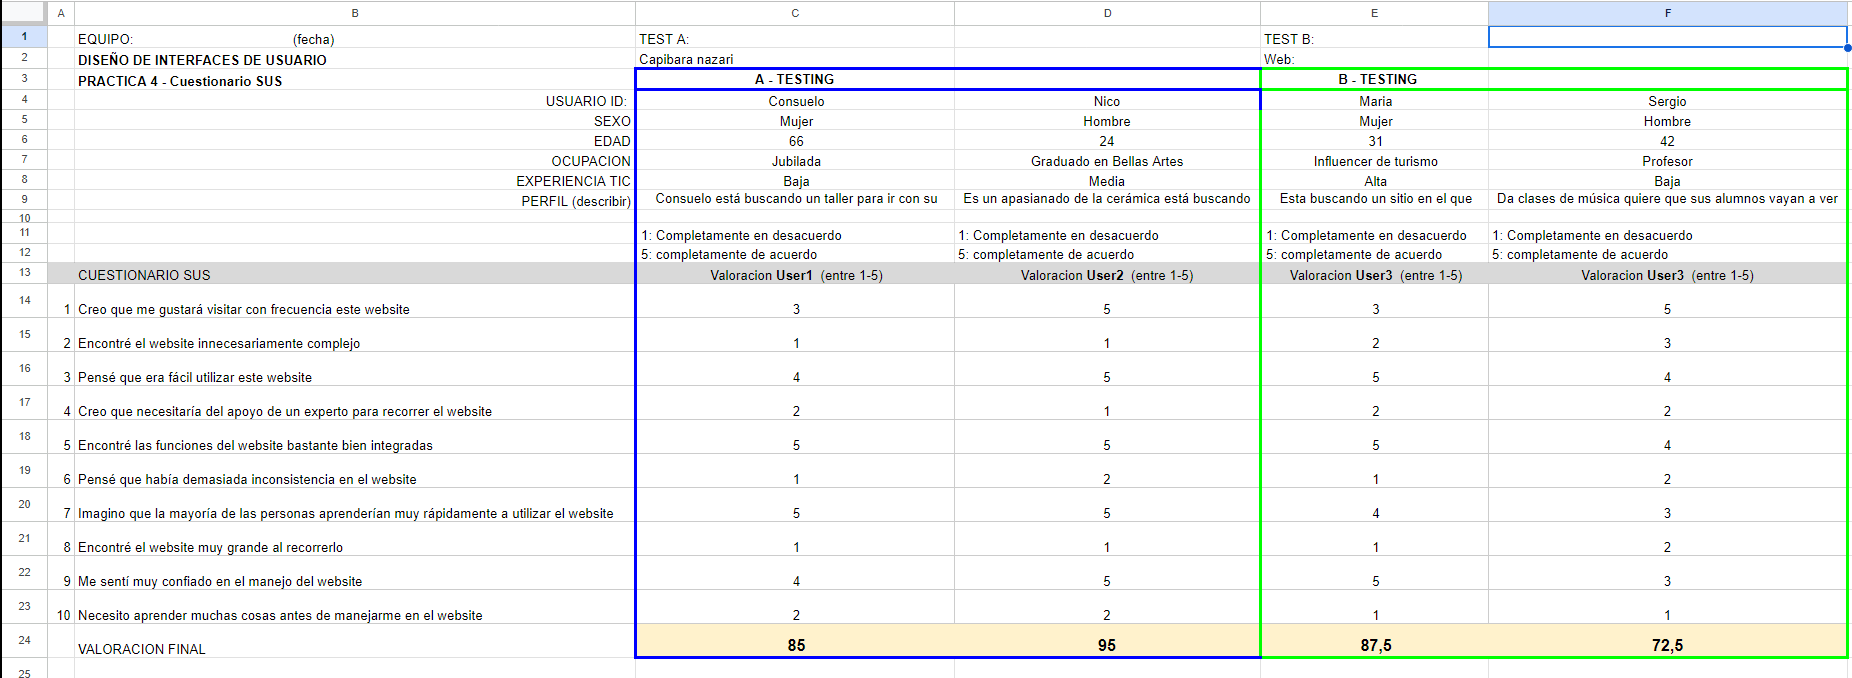 A B C D E F
1 EQUIPO: (fecha) TEST A: TEST B:
2 DISEÑO DE INTERFACES DE USUARIO Capibara nazari Web:
3 PRACTICA 4 - Cuestionario SUS A - TESTING B - TESTING
4 USUARIO ID: Consuelo Nico Maria Sergio
5 SEXO Mujer Hombre Mujer Hombre
6 EDAD 66 24 31 42
7 OCUPACION Jubilada Graduado en Bellas Artes Influencer de turismo Profesor
8 EXPERIENCIA TIC Baja Media Alta Baja
9 PERFIL (describir) Consuelo está buscando un taller para ir con su Es un apasianado de la cerámica está buscando Esta buscando un sitio en el que Da clases de música quiere que sus alumnos vayan a ver
10
11 1: Completamente en desacuerdo 1: Completamente en desacuerdo 1: Completamente en desacuerdo 1: Completamente en desacuerdo
12 5: completamente de acuerdo 5: completamente de acuerdo 5: completamente de acuerdo 5: completamente de acuerdo
13 CUESTIONARIO SUS Valoracion User1 (entre 1-5) Valoracion User2 (entre 1-5) Valoracion User3 (entre 1-5) Valoracion User3 (entre 1-5)
14 1 Creo que me gustará visitar con frecuencia este website 3 5 3 5
15 2 Encontré el website innecesariamente complejo 1 1 2 3
16 3 Pensé que era fácil utilizar este website 4 5 5 4
17 4 Creo que necesitaría del apoyo de un experto para recorrer el website 2 1 2 2
18 5 Encontré las funciones del website bastante bien integradas 5 5 5 4
19 6 Pensé que había demasiada inconsistencia en el website 1 2 1 2
20 7 Imagino que la mayoría de las personas aprenderían muy rápidamente a utilizar el website 5 5 4 3
21 8 Encontré el website muy grande al recorrerlo 1 1 1 2
22 9 Me sentí muy confiado en el manejo del website 4 5 5 3
23 10 Necesito aprender muchas cosas antes de manejarme en el website 2 2 1 1
24 VALORACION FINAL 85 95 87,5 72,5
25